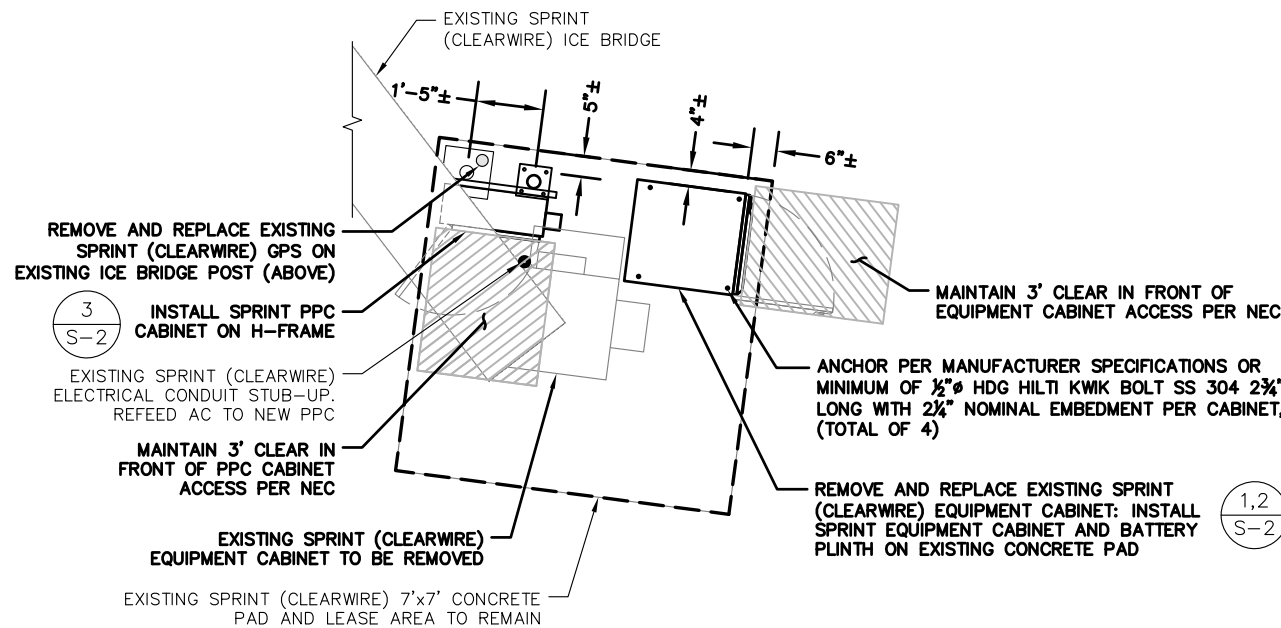 EXISTING SPRINT
(CLEARWIRE) ICE BRIDGE
1'-5"±
5"±
4"±
6"±
REMOVE AND REPLACE EXISTING
SPRINT (CLEARWIRE) GPS ON
EXISTING ICE BRIDGE POST (ABOVE)
3
S-2
INSTALL SPRINT PPC
CABINET ON H-FRAME
EXISTING SPRINT (CLEARWIRE)
ELECTRICAL CONDUIT STUB-UP.
REFEED AC TO NEW PPC
MAINTAIN 3' CLEAR IN
FRONT OF PPC CABINET
ACCESS PER NEC
EXISTING SPRINT (CLEARWIRE)
EQUIPMENT CABINET TO BE REMOVED
EXISTING SPRINT (CLEARWIRE) 7'x7' CONCRETE
PAD AND LEASE AREA TO REMAIN
MAINTAIN 3' CLEAR IN FRONT OF
EQUIPMENT CABINET ACCESS PER NEC
ANCHOR PER MANUFACTURER SPECIFICATIONS OR
MINIMUM OF ½"ø HDG HILTI KWIK BOLT SS 304 2¾"
LONG WITH 2¼" NOMINAL EMBEDMENT PER CABINET,
(TOTAL OF 4)
REMOVE AND REPLACE EXISTING SPRINT
(CLEARWIRE) EQUIPMENT CABINET: INSTALL
SPRINT EQUIPMENT CABINET AND BATTERY
PLINTH ON EXISTING CONCRETE PAD
1,2
S-2